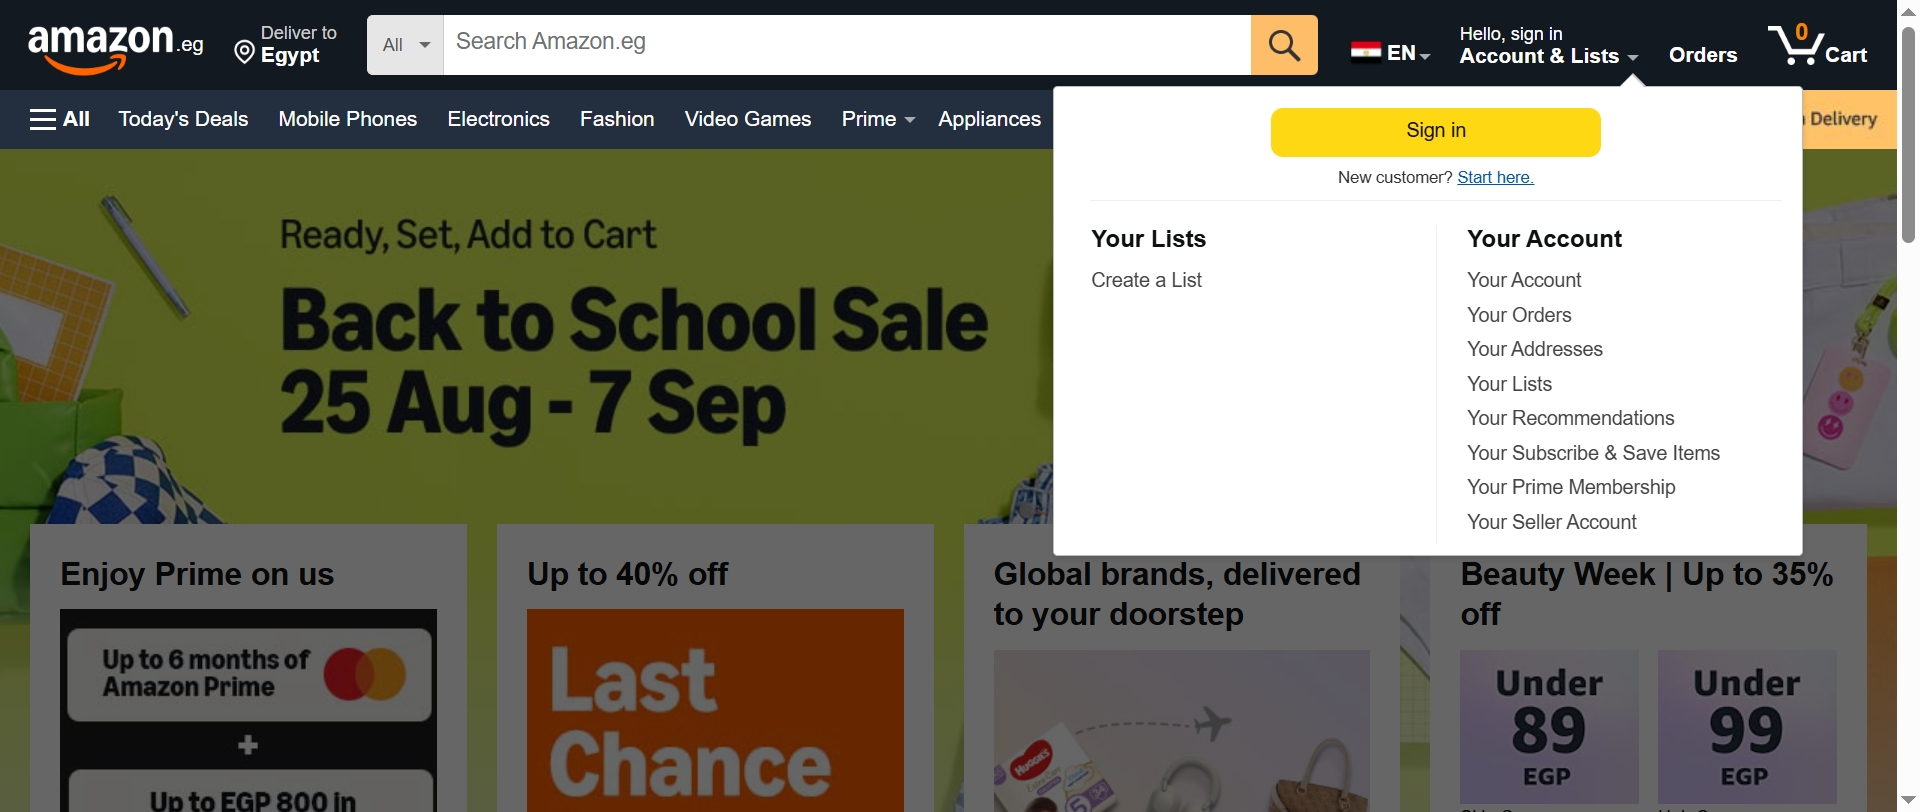 amazon.eg
Deliver to
Egypt
All
Search Amazon.eg
EN
Hello, sign in
Account & Lists
Orders
0
Cart
All
Today's Deals
Mobile Phones
Electronics
Fashion
Video Games
Prime
Appliances
Delivery
Sign in
New customer? Start here.
Your Lists
Create a List
Your Account
Your Account
Your Orders
Your Addresses
Your Lists
Your Recommendations
Your Subscribe & Save Items
Your Prime Membership
Your Seller Account
Ready, Set, Add to Cart
Back to School Sale
25 Aug - 7 Sep
Enjoy Prime on us
Up to 6 months of
Amazon Prime
+
Up to EGP 800 in
Up to 40% off
Last
Chance
Global brands, delivered
to your doorstep
HUGGIES
Extra Care
5
Beauty Week | Up to 35%
off
Under
89
EGP
Under
99
EGP